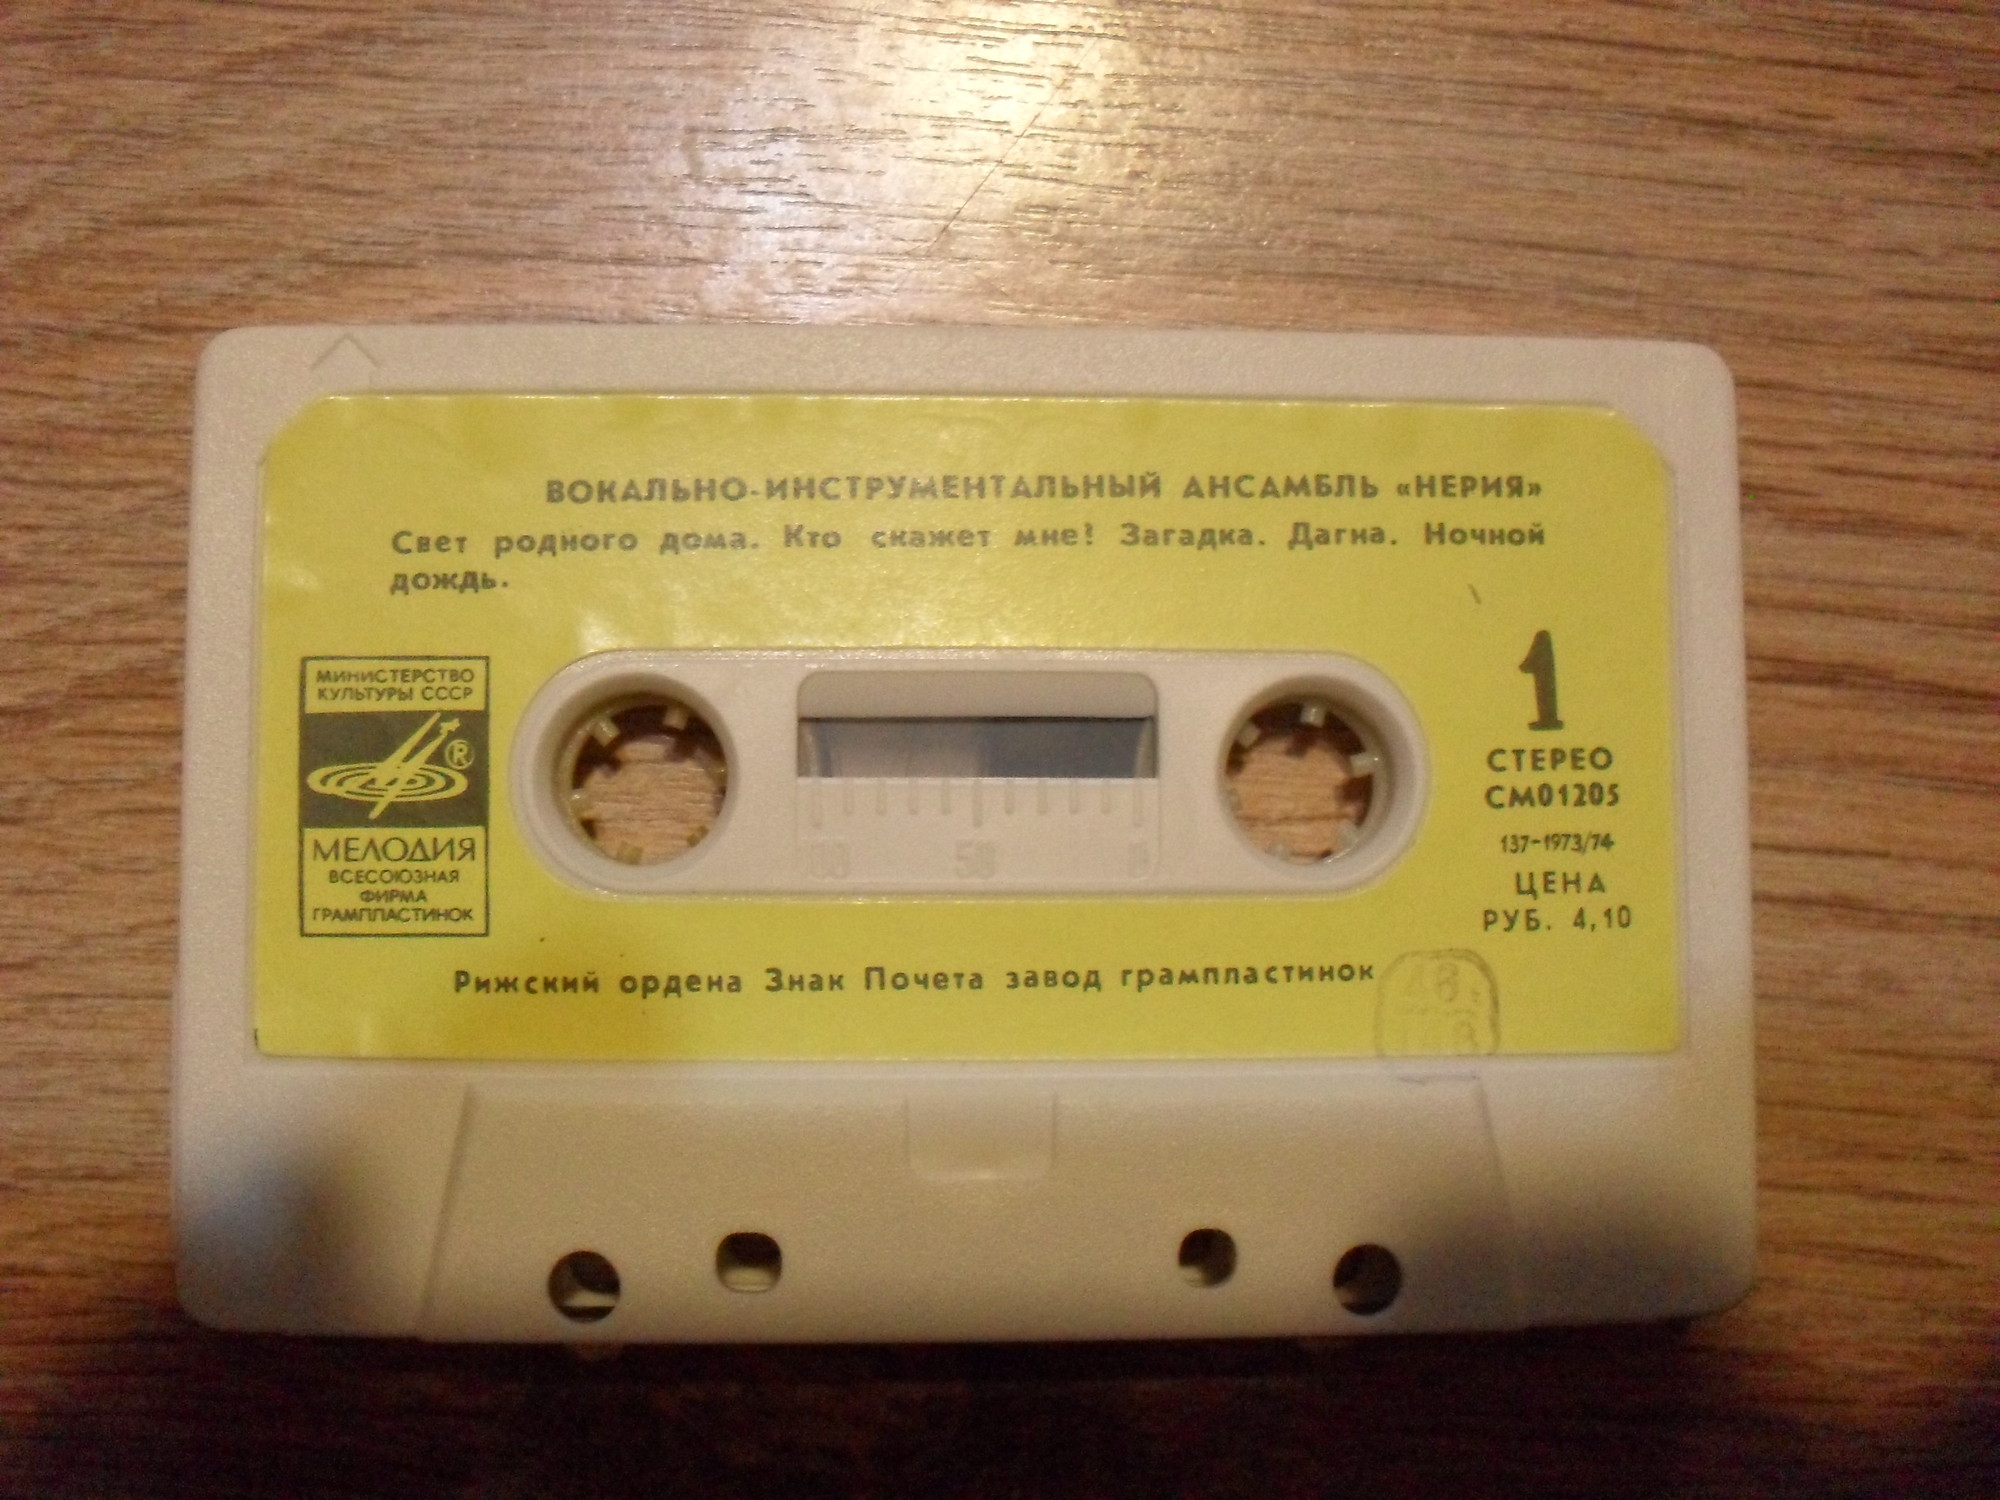 ВОКАЛЬНО-ИНСТРУМЕНТАЛЬНЫЙ АНСАМБЛЬ «НЕРИЯ»
Свет родного дома. Кто скажет мне! Загадка. Дагна. Ночной
дождь.
МИНИСТЕРСТВО
КУЛЬТУРЫ СССР
®
МЕЛОДИЯ
ВСЕСОЮЗНАЯ
ФИРМА
ГРАМПЛАСТИНОК
50
1
СТЕРЕО
СМ01205
137-1973/74
ЦЕНА
РУБ. 4,10
Рижский ордена Знак Почета завод грампластинок